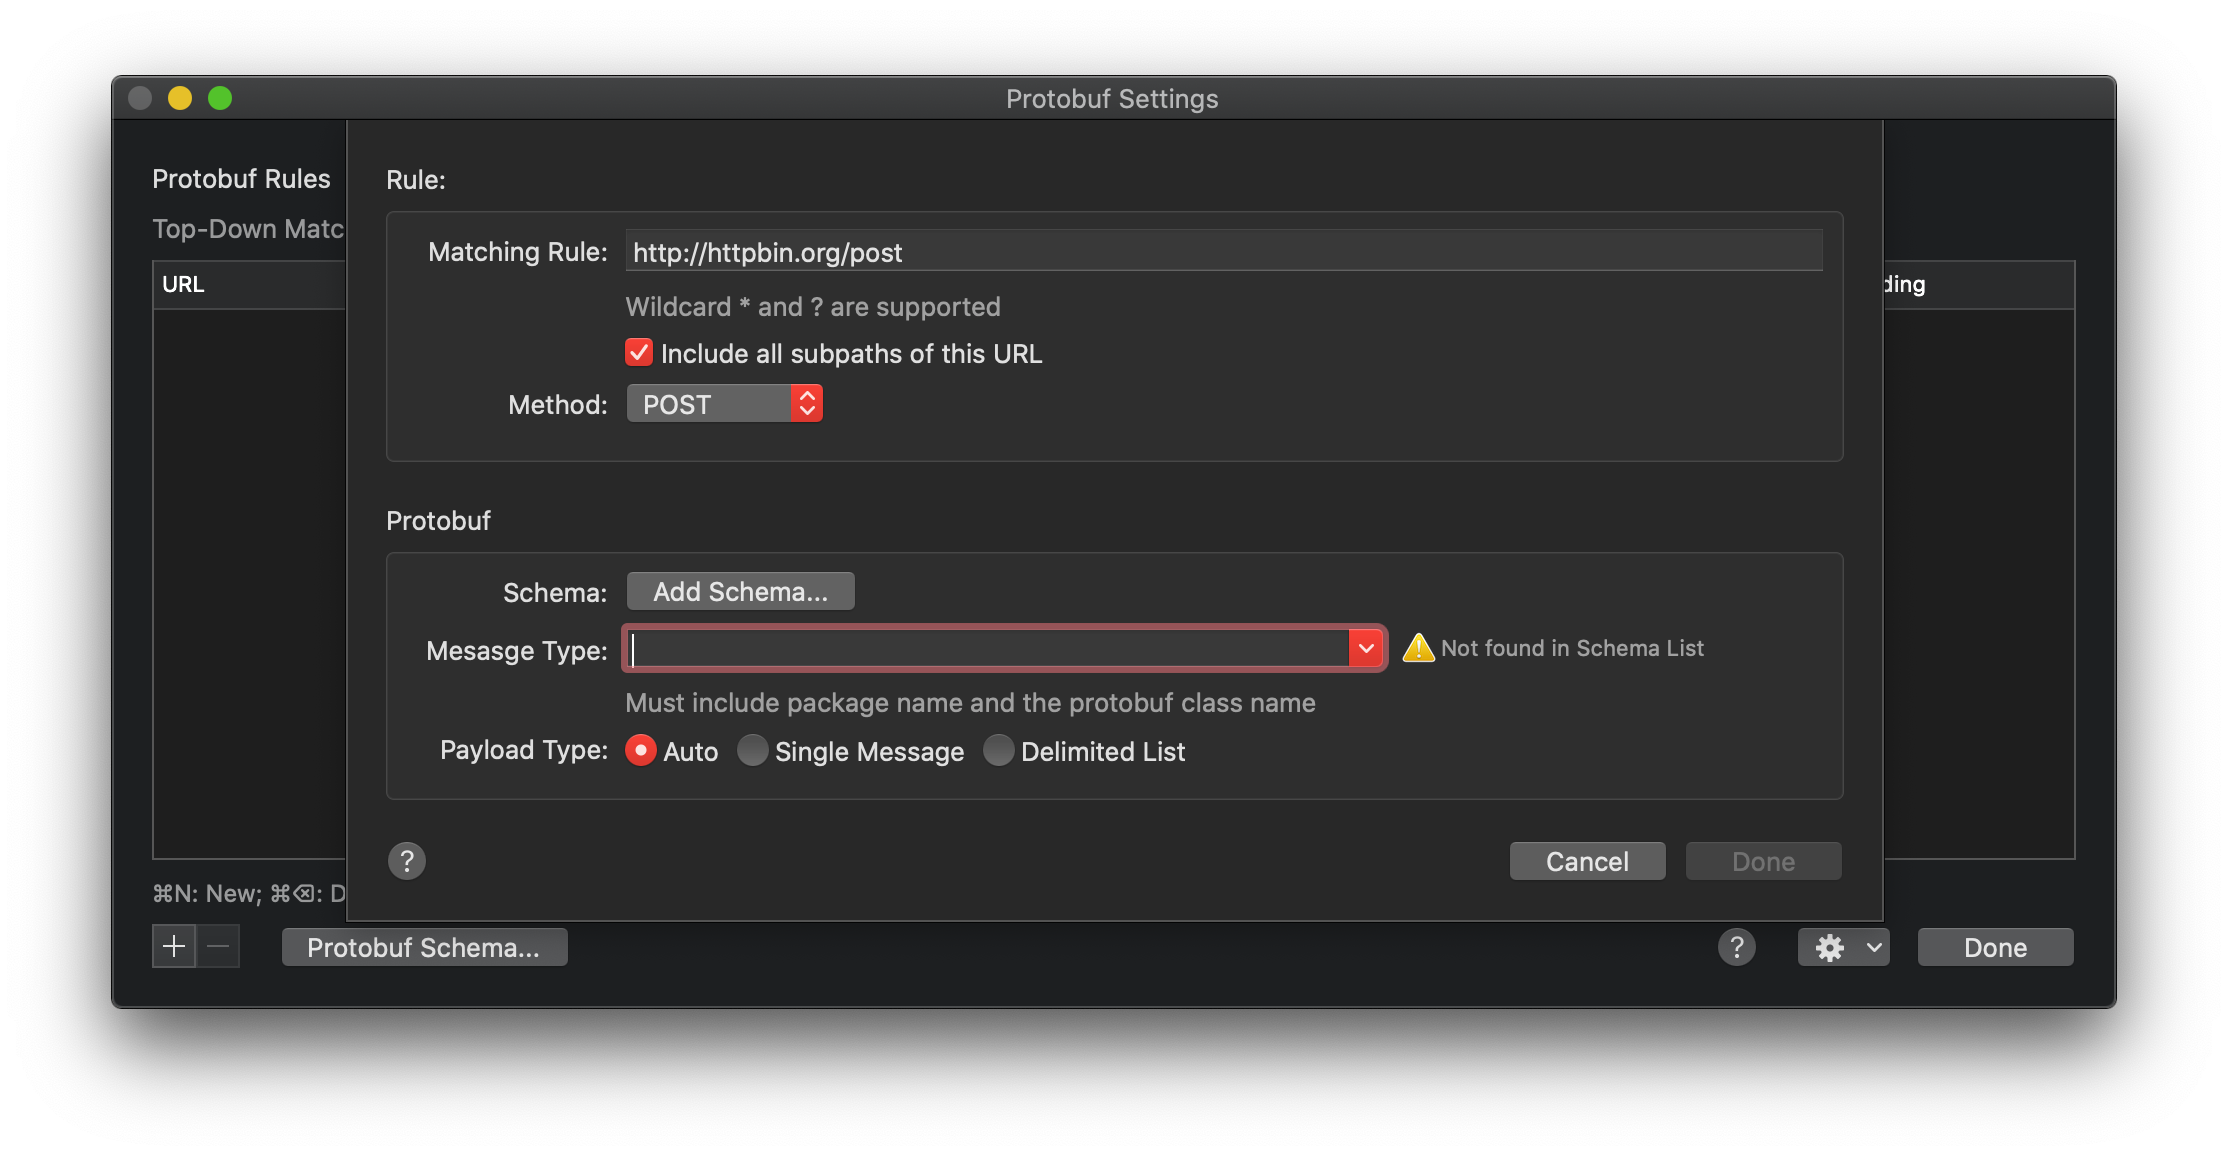 Protobuf Settings
Protobuf Rules
Top-Down Matc
URL
ding
Rule:
Matching Rule: http://httpbin.org/post
Wildcard * and ? are supported
Include all subpaths of this URL
Method: POST
Protobuf
Schema: Add Schema...
Mesasge Type: Not found in Schema List
Must include package name and the protobuf class name
Payload Type: Auto Single Message Delimited List
? Cancel Done
⌘N: New; ⌘⌫: D
Protobuf Schema... ? Done